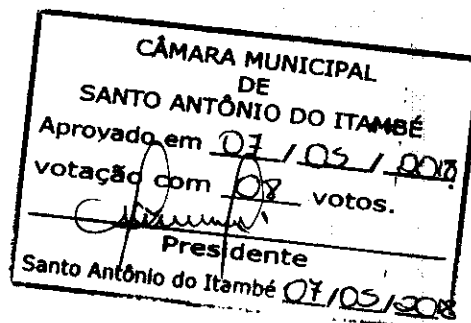 CÂMARA MUNICIPAL
DE
SANTO ANTÔNIO DO ITAMBÉ
Aprovado em 07 / 05 / 2018
votação com 08 votos.
Presidente
Santo Antônio do Itambé 07/05/2018